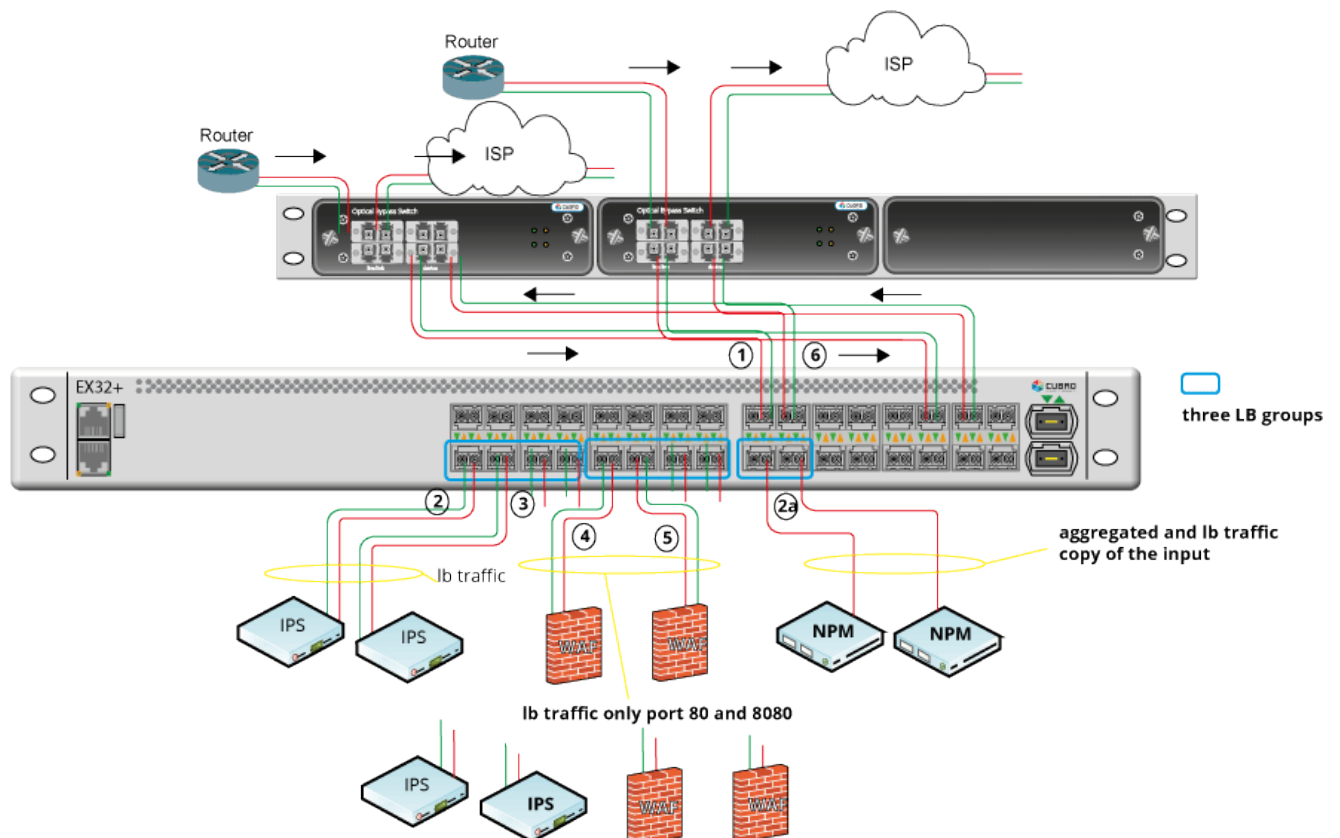 Router
ISP
Router
ISP
Optical Bypass Switch
CUBRO
Optical Bypass Switch
CUBRO
1
6
EX32+
CUBRO
three LB groups
2
3
4
5
2a
aggregated and lb traffic
copy of the input
lb traffic
IPS
IPS
WAF
WAF
NPM
NPM
lb traffic only port 80 and 8080
IPS
IPS
WAF
WAF